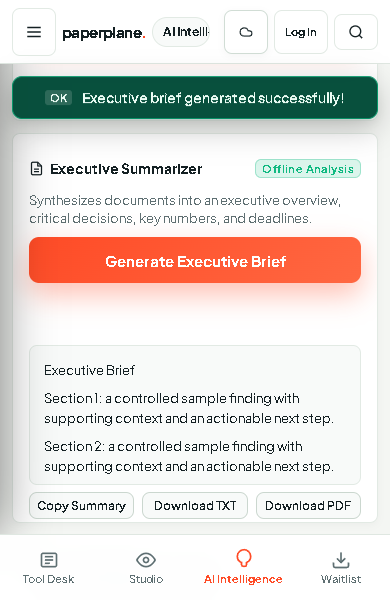 paperplane.
AI Intelli
Log In
OK Executive brief generated successfully!
Executive Summarizer
Offline Analysis
Synthesizes documents into an executive overview,
critical decisions, key numbers, and deadlines.
Generate Executive Brief
Executive Brief
Section 1: a controlled sample finding with
supporting context and an actionable next step.
Section 2: a controlled sample finding with
supporting context and an actionable next step.
Copy Summary
Download TXT
Download PDF
Tool Desk
Studio
AI Intelligence
Waitlist